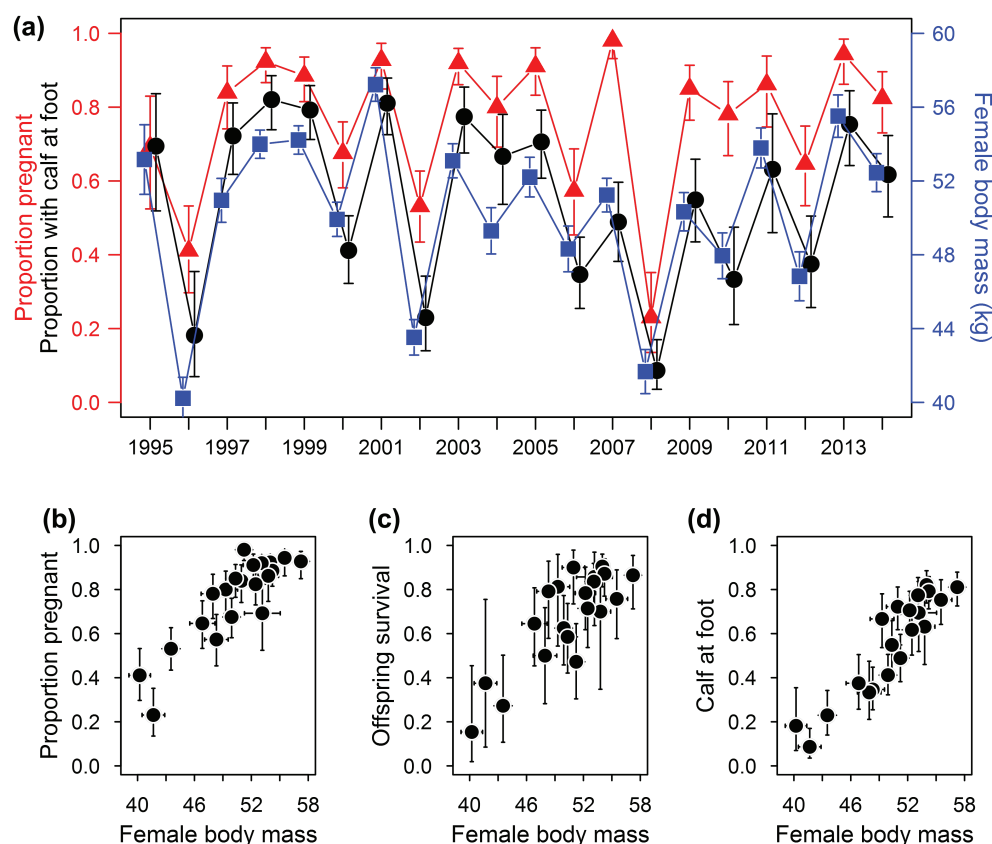 (a)
Proportion pregnant
Proportion with calf at foot
1.0
0.8
0.6
0.4
0.2
0.0
60
56
52
48
44
40
Female body mass (kg)
1995 1997 1999 2001 2003 2005 2007 2009 2011 2013
(b)
Proportion pregnant
1.0
0.8
0.6
0.4
0.2
0.0
40 46 52 58
Female body mass
(c)
Offspring survival
1.0
0.8
0.6
0.4
0.2
0.0
40 46 52 58
Female body mass
(d)
Calf at foot
1.0
0.8
0.6
0.4
0.2
0.0
40 46 52 58
Female body mass